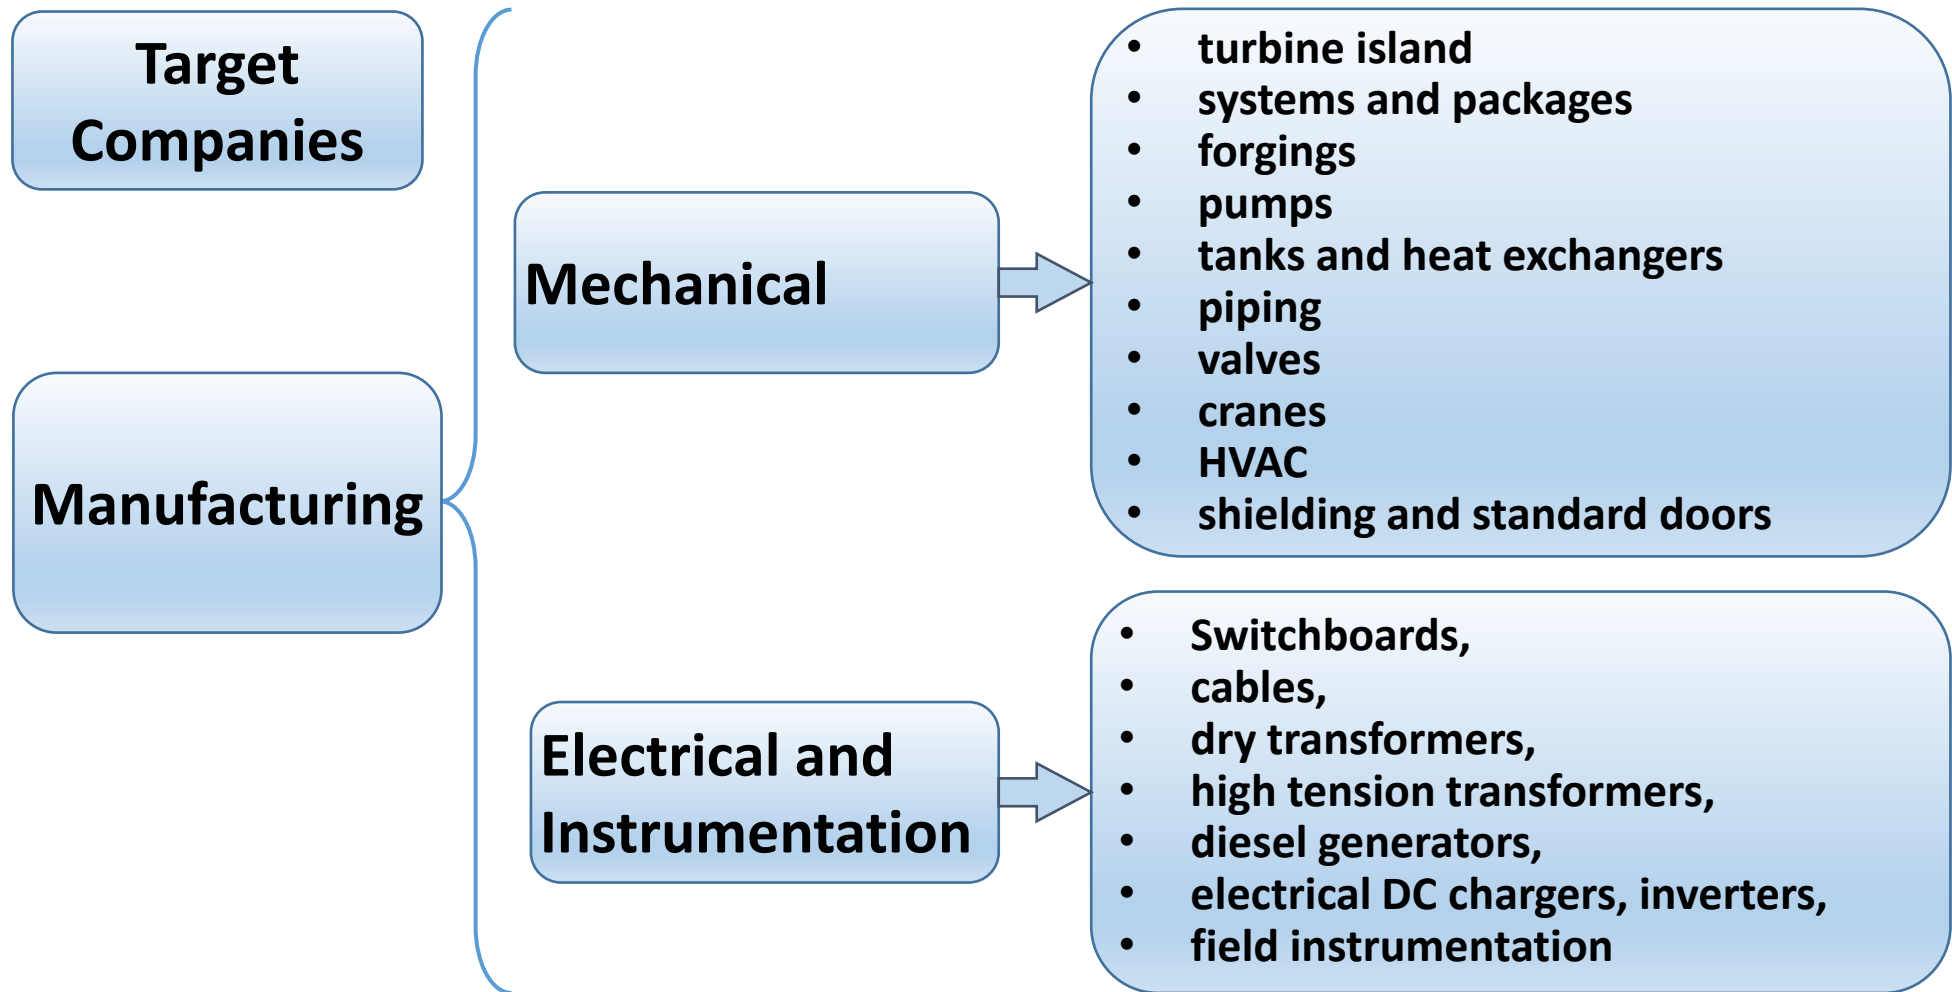 Target
Companies
Manufacturing
Mechanical
• turbine island
• systems and packages
• forgings
• pumps
• tanks and heat exchangers
• piping
• valves
• cranes
• HVAC
• shielding and standard doors
Electrical and
Instrumentation
• Switchboards,
• cables,
• dry transformers,
• high tension transformers,
• diesel generators,
• electrical DC chargers, inverters,
• field instrumentation